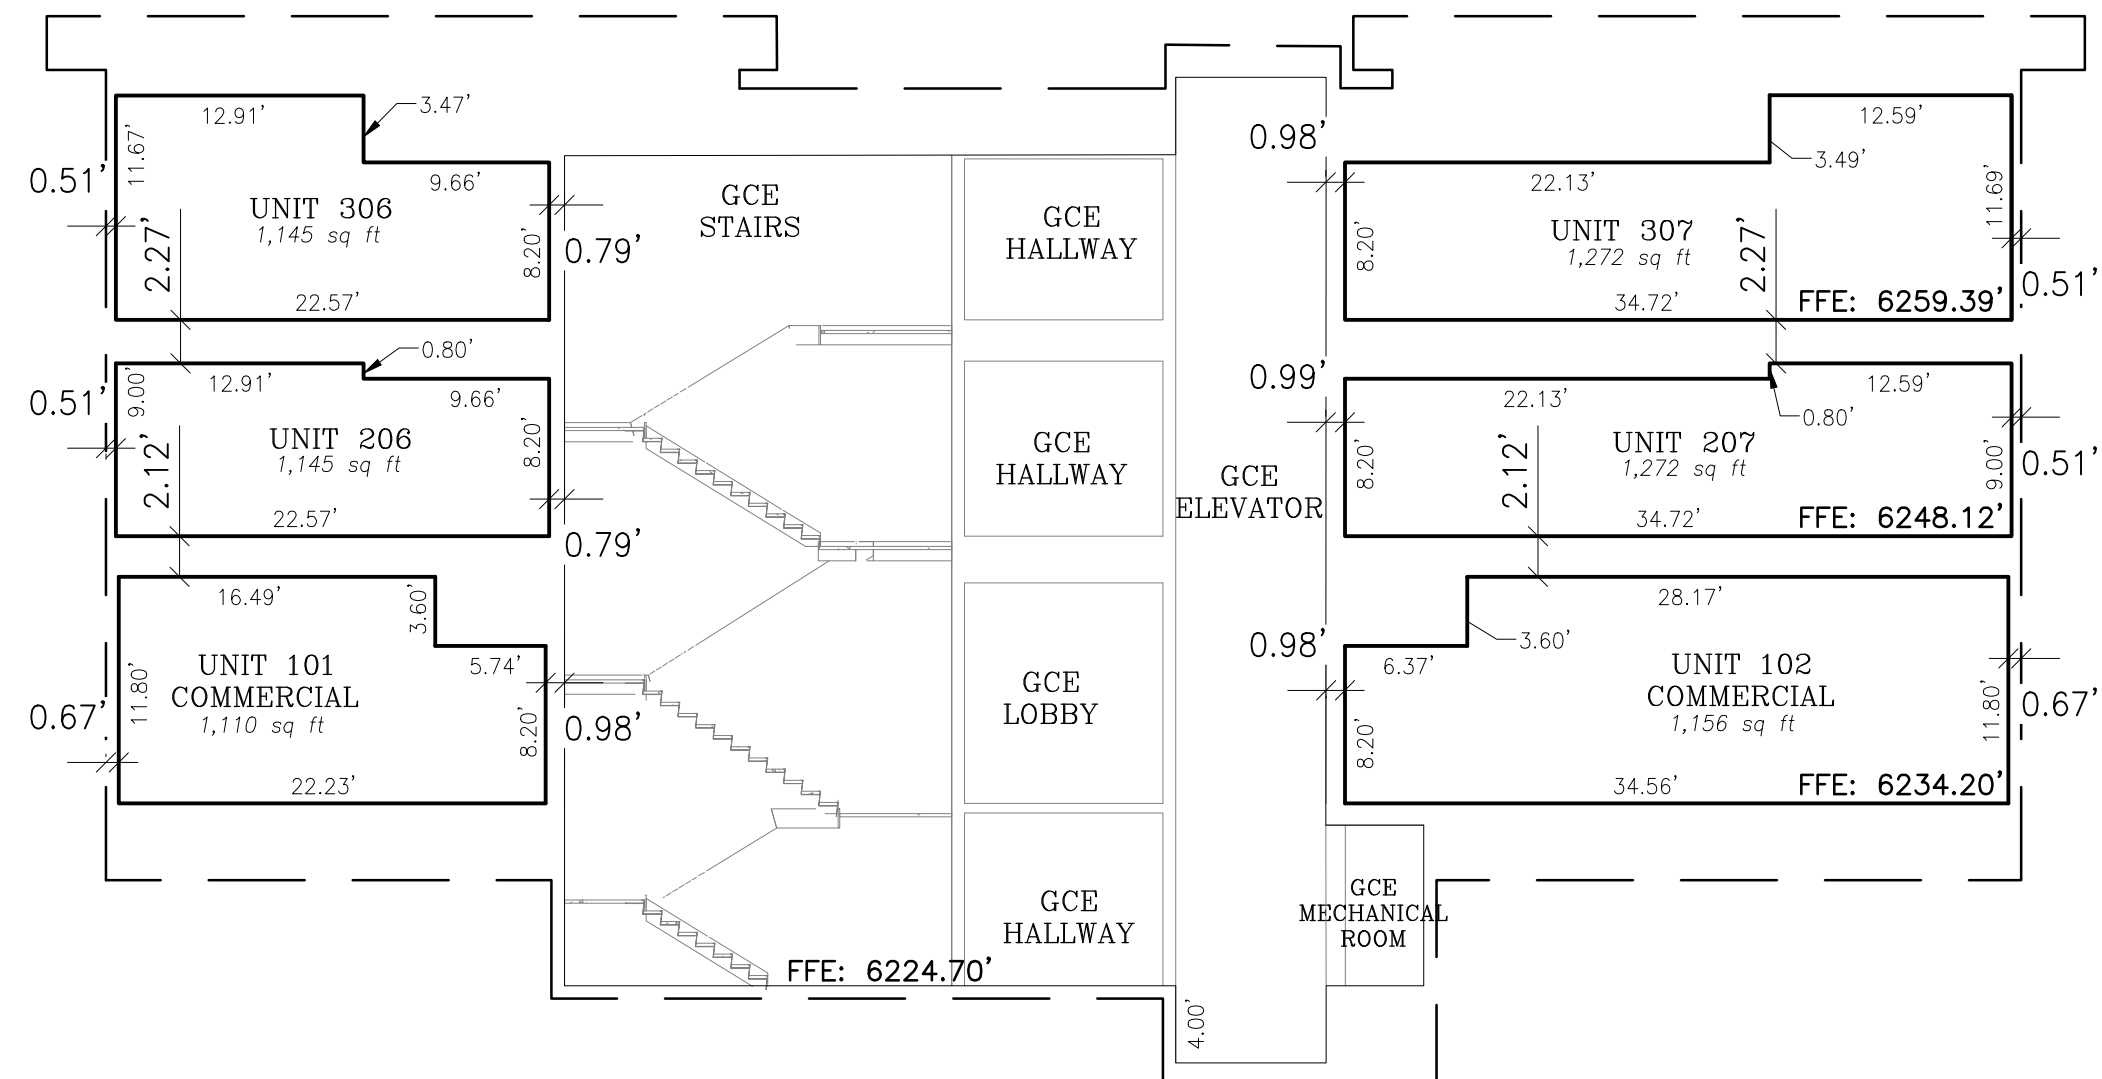 12.91'
3.47'
11.67'
9.66'
0.51'
UNIT 306
1,145 sq ft
2.27'
8.20'
0.79'
22.57'
GCE
STAIRS
GCE
HALLWAY
0.98'
12.59'
3.49'
22.13'
11.69'
UNIT 307
1,272 sq ft
8.20'
2.27'
34.72'
FFE: 6259.39'
0.51'
0.80'
12.91'
9.66'
0.51'
9.00'
UNIT 206
1,145 sq ft
2.12'
8.20'
22.57'
0.79'
GCE
HALLWAY
GCE
ELEVATOR
0.99'
22.13'
12.59'
0.80'
UNIT 207
1,272 sq ft
8.20'
2.12'
9.00'
0.51'
34.72'
FFE: 6248.12'
16.49'
3.60'
5.74'
UNIT 101
COMMERCIAL
1,110 sq ft
11.80'
0.67'
8.20'
0.98'
22.23'
GCE
LOBBY
0.98'
28.17'
3.60'
6.37'
UNIT 102
COMMERCIAL
1,156 sq ft
8.20'
11.80'
0.67'
34.56'
FFE: 6234.20'
GCE
HALLWAY
GCE
MECHANICAL
ROOM
FFE: 6224.70'
4.00'